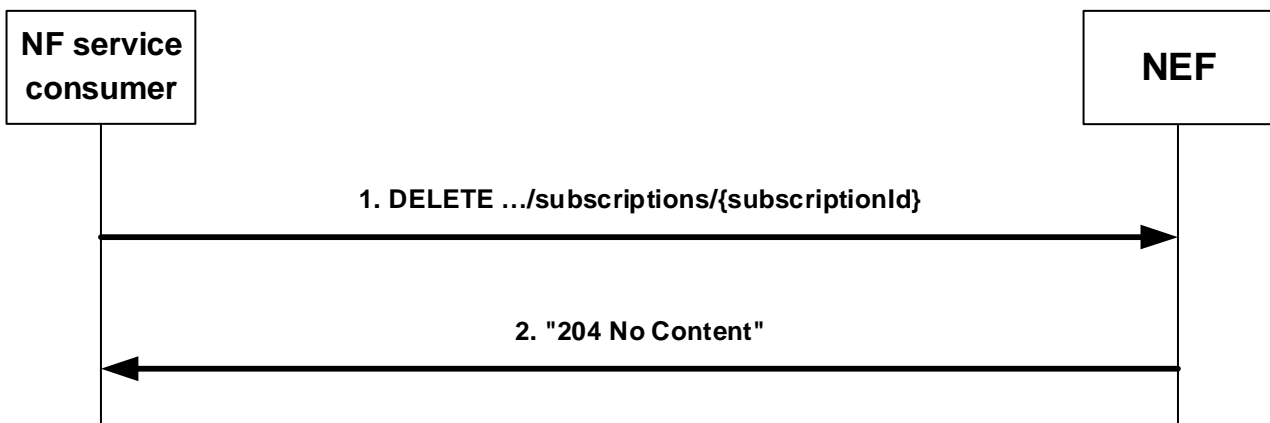 NF service
consumer
NEF
1. DELETE …/subscriptions/{subscriptionId}
2. "204 No Content"